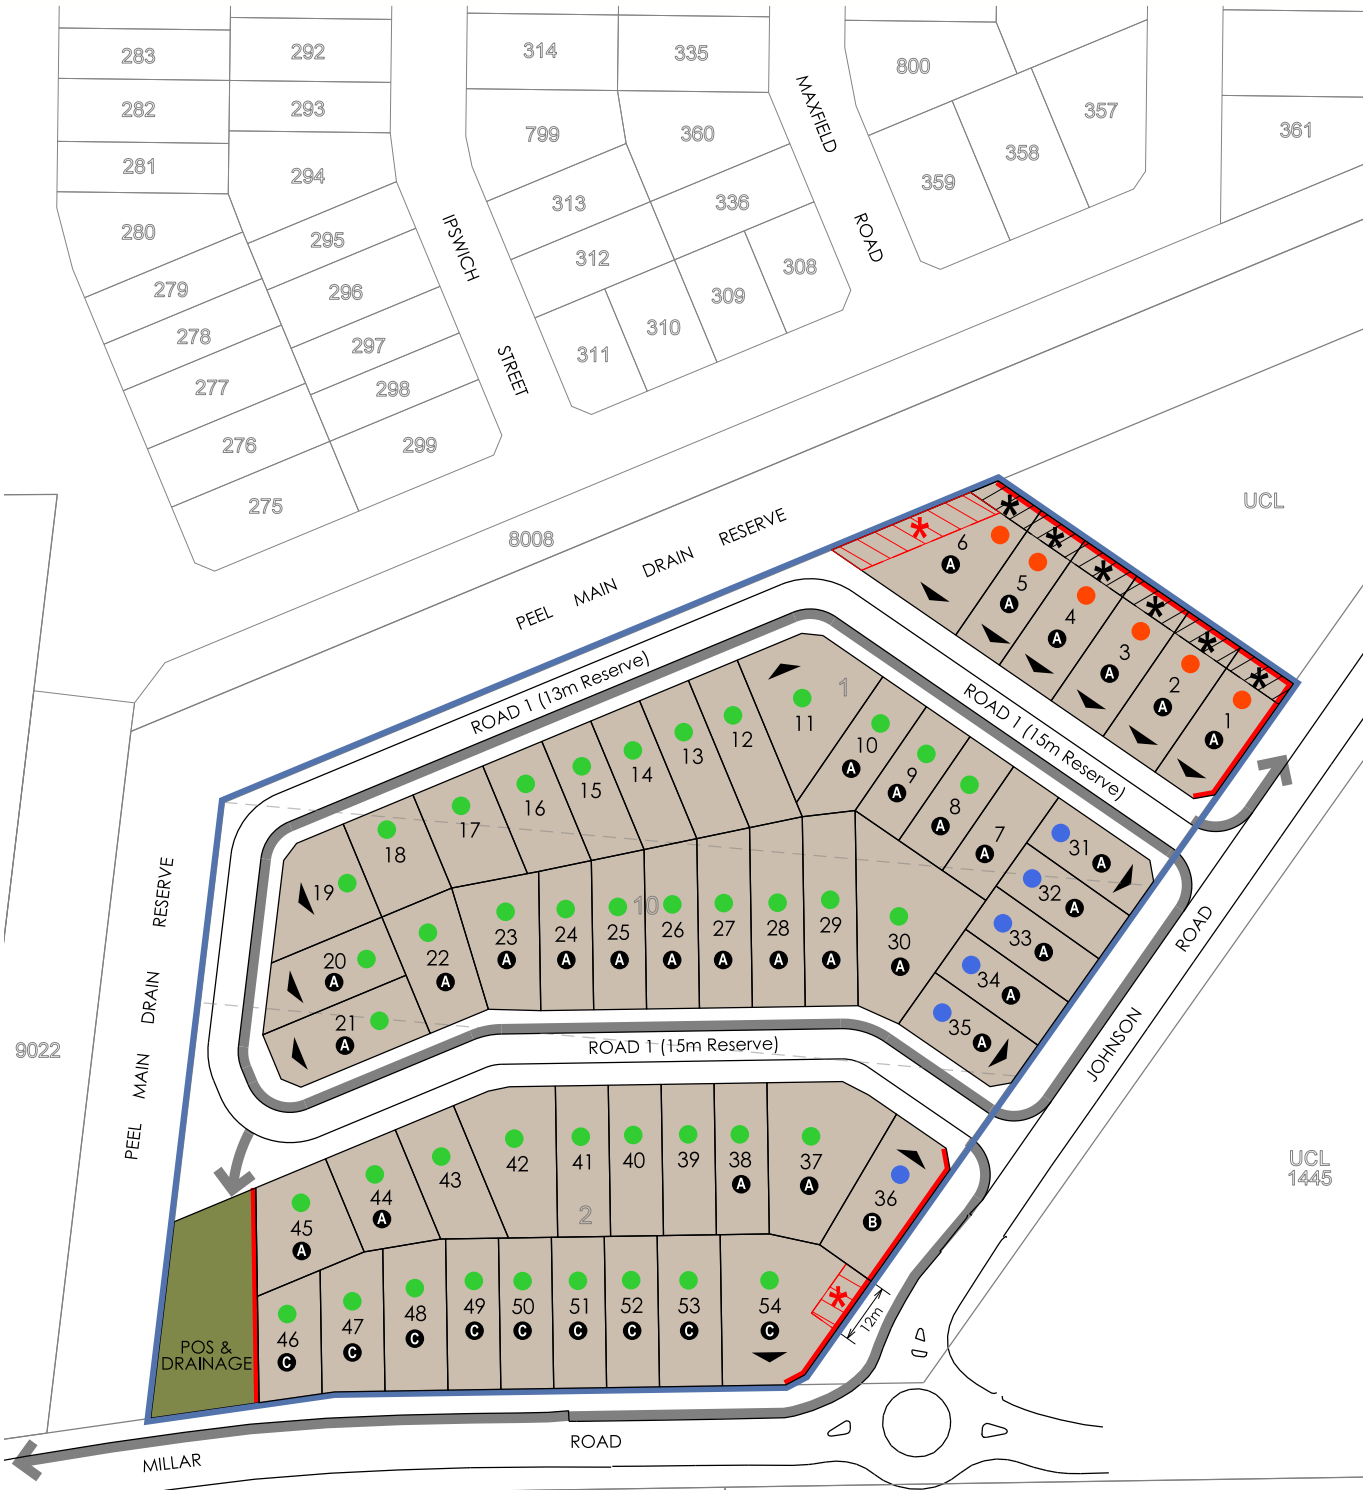 283
292
314
335
800
357
361
282
293
799
360
358
281
294
359
313
336
280
295
312
308
279
296
309
278
297
310
311
277
298
276
299
275
MAXFIELD
ROAD
IPSWICH
STREET
8008
UCL
PEEL MAIN DRAIN RESERVE
*
*
*
*
*
*
*
6
A
5
A
4
A
3
A
2
A
1
A
ROAD 1 (13m Reserve)
ROAD 1 (15m Reserve)
1
11
10
A
9
A
8
A
7
A
12
13
14
15
16
17
18
19
20
A
21
A
22
A
23
A
24
A
25
A
10
26
A
27
A
28
A
29
A
30
A
31
A
32
A
33
A
34
A
35
A
PEEL MAIN DRAIN RESERVE
9022
ROAD 1 (15m Reserve)
JOHNSON ROAD
UCL
1445
45
A
44
A
43
42
41
40
39
38
A
37
A
36
B
2
46
C
47
C
48
C
49
C
50
C
51
C
52
C
53
C
54
C
*
12m
POS &
DRAINAGE
MILLAR ROAD